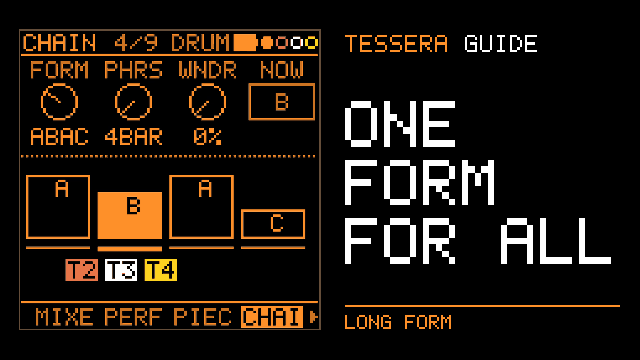 CHAIN 4/9 DRUM
FORM PHRS WNDR NOW
B
ABAC 4BAR 0%
A B A C
T2 T3 T4
MIXE PERF PIEC CHAI
TESSERA GUIDE
ONE
FORM
FOR ALL
LONG FORM